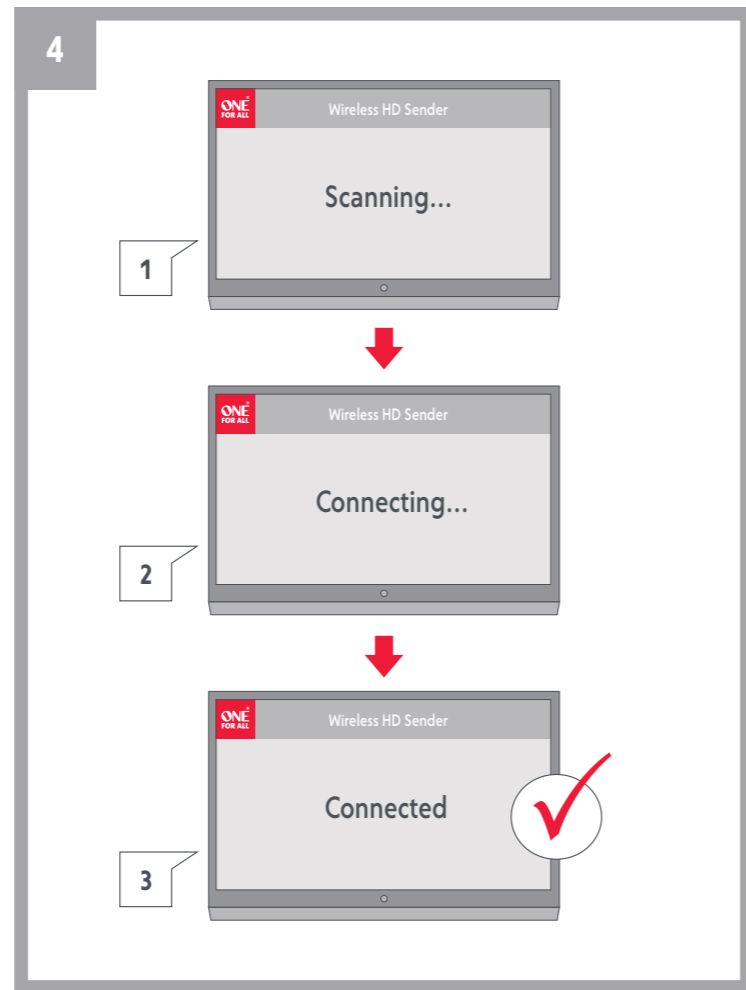 4
ONE
FOR ALL
Wireless HD Sender
Scanning...
1
ONE
FOR ALL
Wireless HD Sender
Connecting...
2
ONE
FOR ALL
Wireless HD Sender
Connected
3